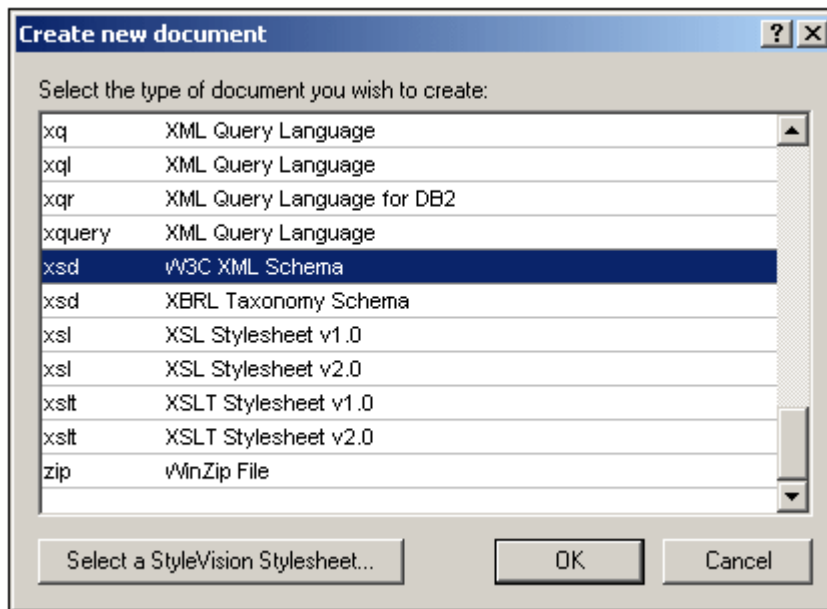 Create new document
Select the type of document you wish to create:
xq XML Query Language
xql XML Query Language
xqr XML Query Language for DB2
xquery XML Query Language
xsd W3C XML Schema
xsd XBRL Taxonomy Schema
xsl XSL Stylesheet v1.0
xsl XSL Stylesheet v2.0
xslt XSLT Stylesheet v1.0
xslt XSLT Stylesheet v2.0
zip WinZip File
Select a StyleVision Stylesheet... OK Cancel